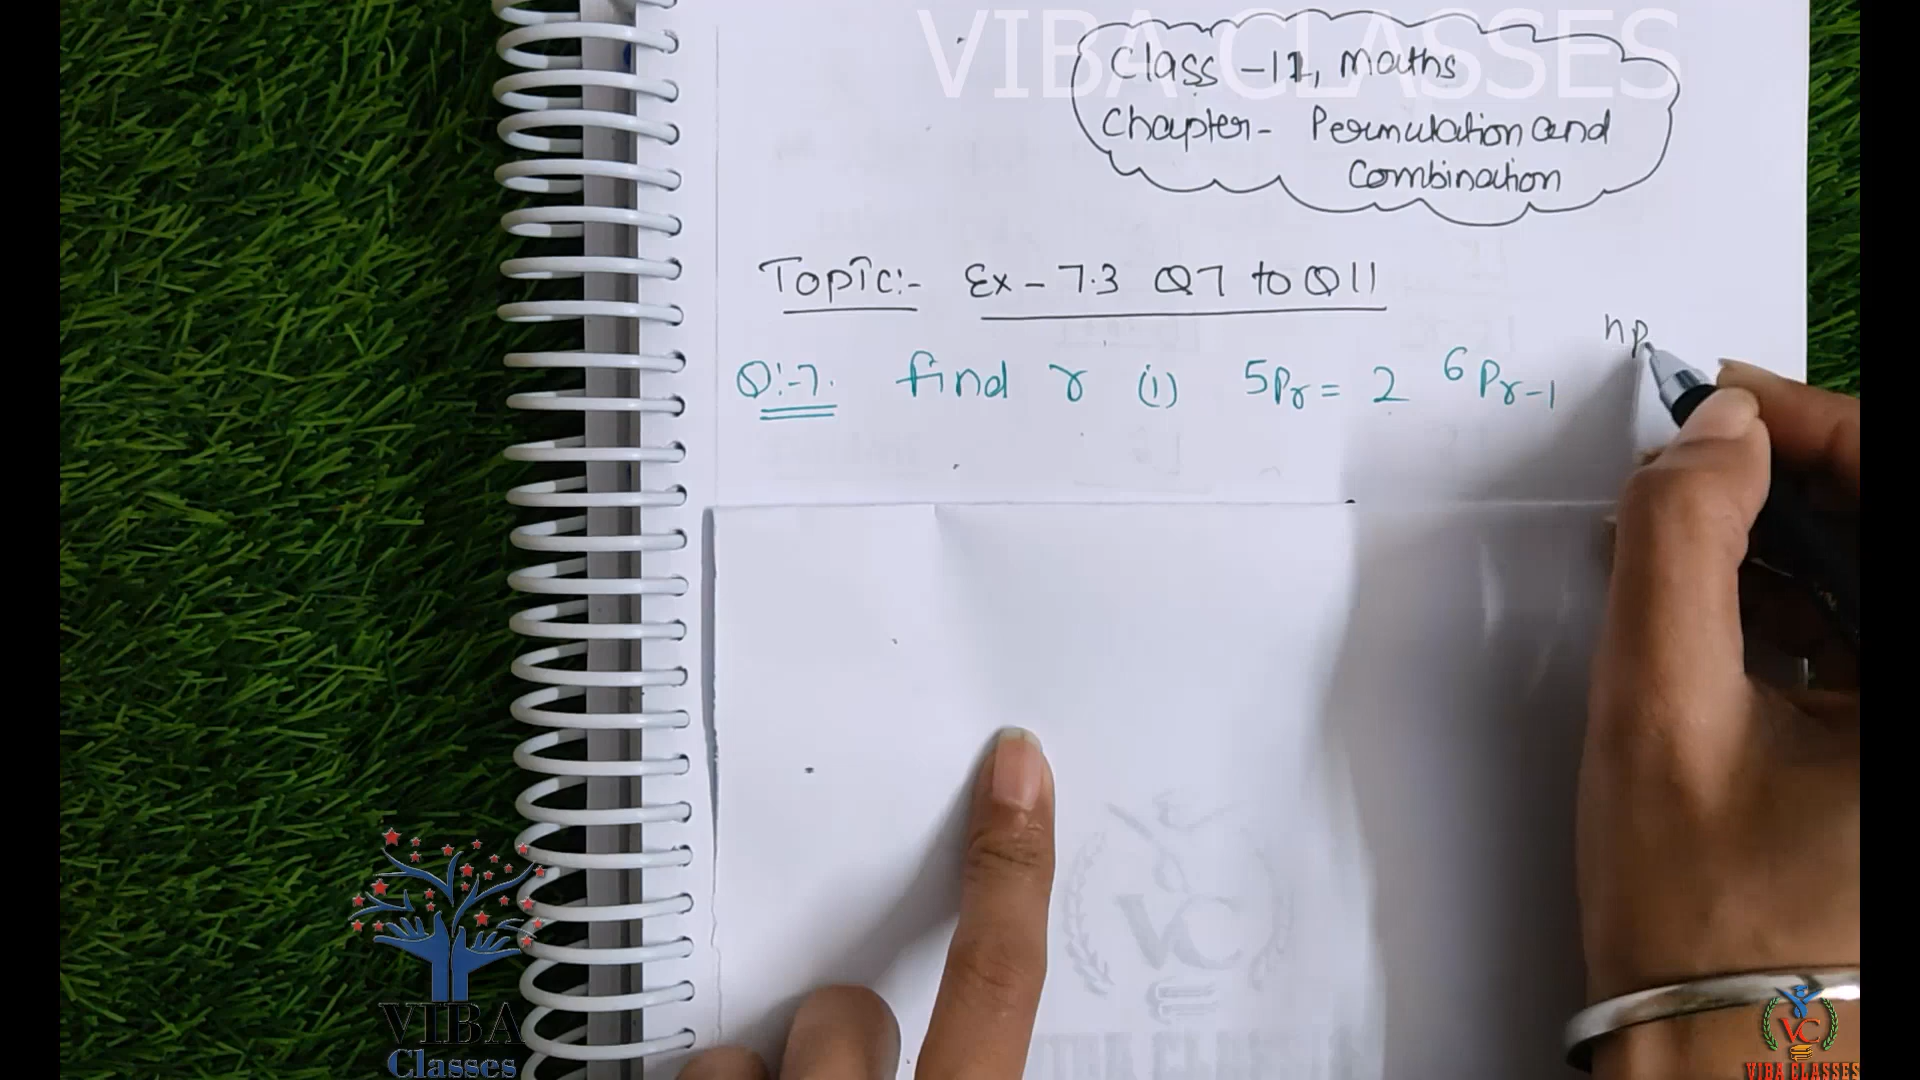 VIBA CLASSES
Class - 11, Maths
Chapter - Permutation and
Combination
Topic:- Ex - 7.3 Q7 to Q11
np
Q:-7. find r (i) 5Pr = 2 6Pr-1
VC
VIBA
Classes
VC
VIBA CLASSES